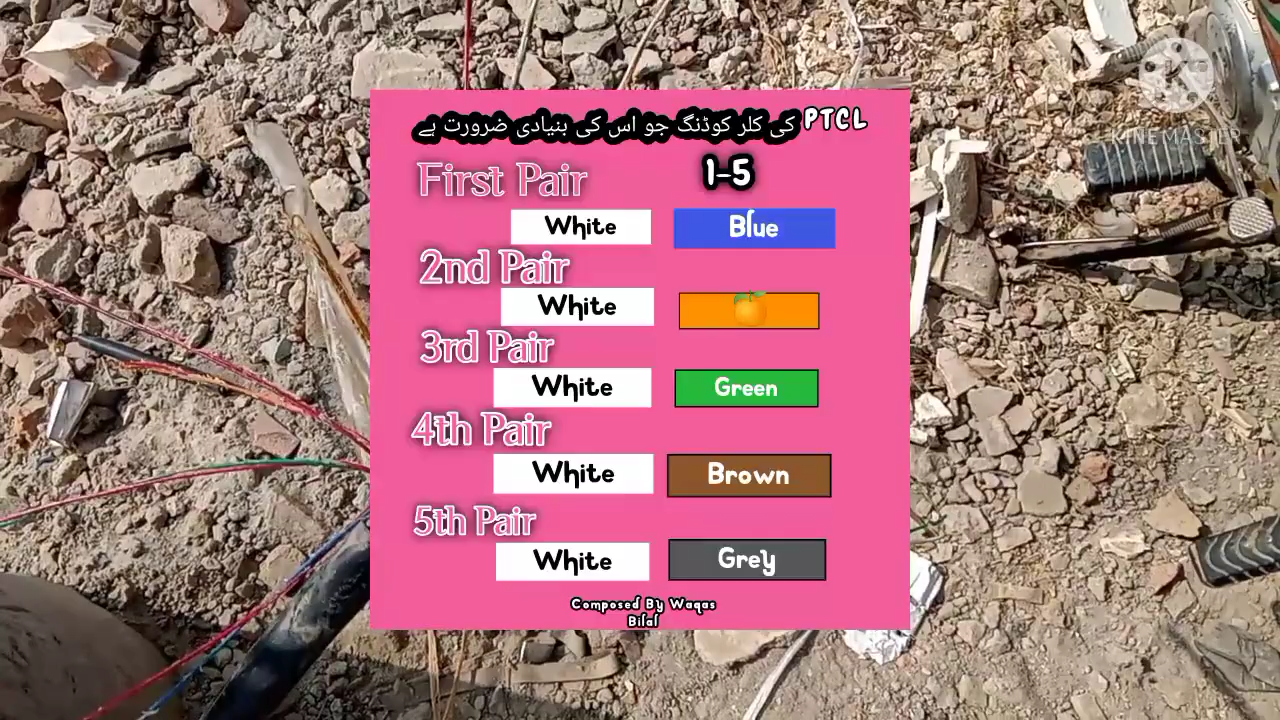 PTCL کی کلر کوڈنگ جو اس کی بنیادی ضرورت ہے
First Pair 1-5
White Blue
2nd Pair
White
3rd Pair
White Green
4th Pair
White Brown
5th Pair
White Grey
Composed By Waqas
Bilal
KINEMASTER